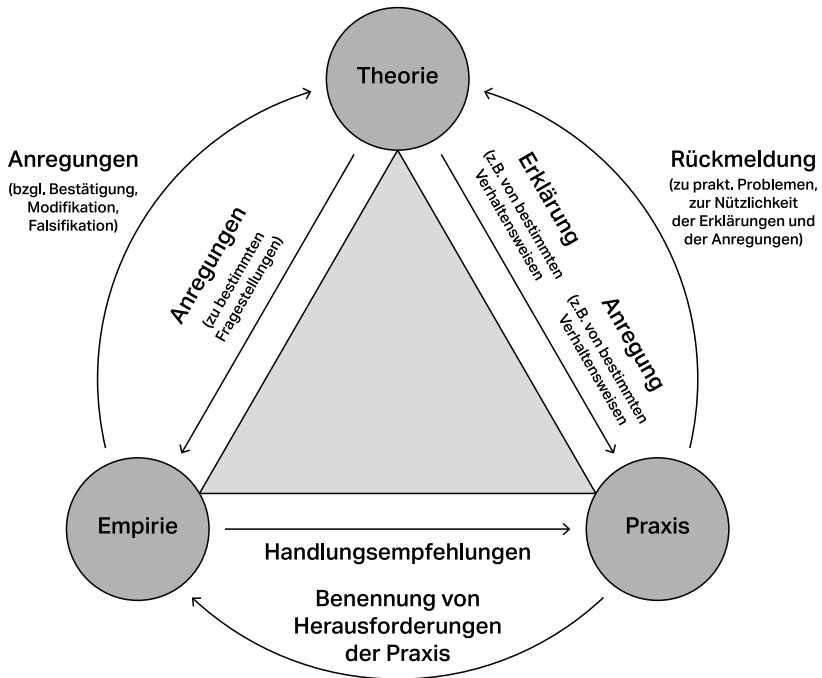 Theorie
Anregungen
(bzgl. Bestätigung,
Modifikation,
Falsifikation)
Anregungen
(zu bestimmten
Fragestellungen)
Erklärung
(z.B. von bestimmten
Verhaltensweisen
Anregung
(z.B. von bestimmten
Verhaltensweisen
Rückmeldung
(zu prakt. Problemen,
zur Nützlichkeit
der Erklärungen und
der Anregungen)
Empirie
Praxis
Handlungsempfehlungen
Benennung von
Herausforderungen
der Praxis